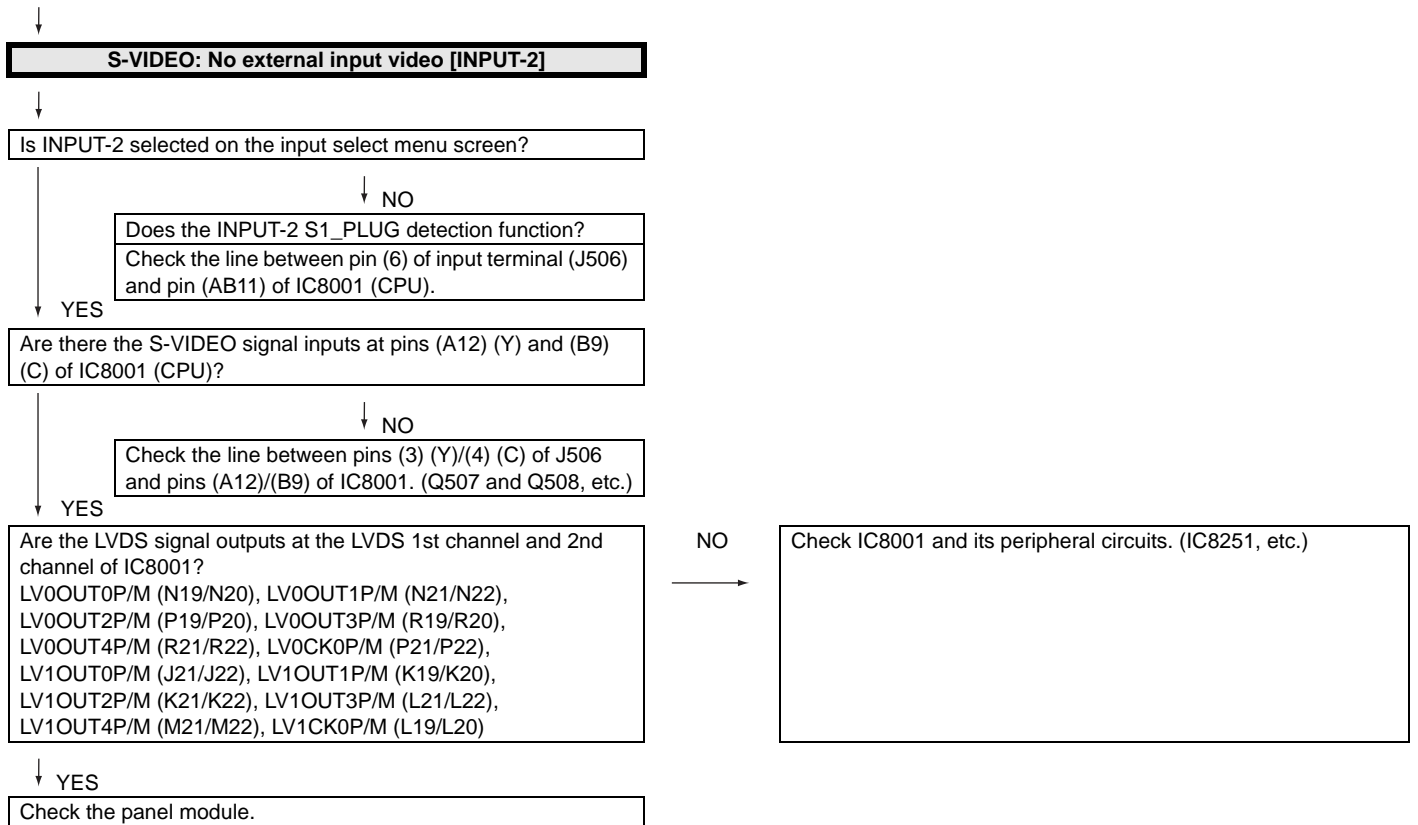 S-VIDEO: No external input video [INPUT-2]
Is INPUT-2 selected on the input select menu screen?
NO
Does the INPUT-2 S1_PLUG detection function?
Check the line between pin (6) of input terminal (J506)
and pin (AB11) of IC8001 (CPU).
YES
Are there the S-VIDEO signal inputs at pins (A12) (Y) and (B9)
(C) of IC8001 (CPU)?
NO
Check the line between pins (3) (Y)/(4) (C) of J506
and pins (A12)/(B9) of IC8001. (Q507 and Q508, etc.)
YES
Are the LVDS signal outputs at the LVDS 1st channel and 2nd
channel of IC8001?
LV0OUT0P/M (N19/N20), LV0OUT1P/M (N21/N22),
LV0OUT2P/M (P19/P20), LV0OUT3P/M (R19/R20),
LV0OUT4P/M (R21/R22), LV0CK0P/M (P21/P22),
LV1OUT0P/M (J21/J22), LV1OUT1P/M (K19/K20),
LV1OUT2P/M (K21/K22), LV1OUT3P/M (L21/L22),
LV1OUT4P/M (M21/M22), LV1CK0P/M (L19/L20)
NO
Check IC8001 and its peripheral circuits. (IC8251, etc.)
YES
Check the panel module.